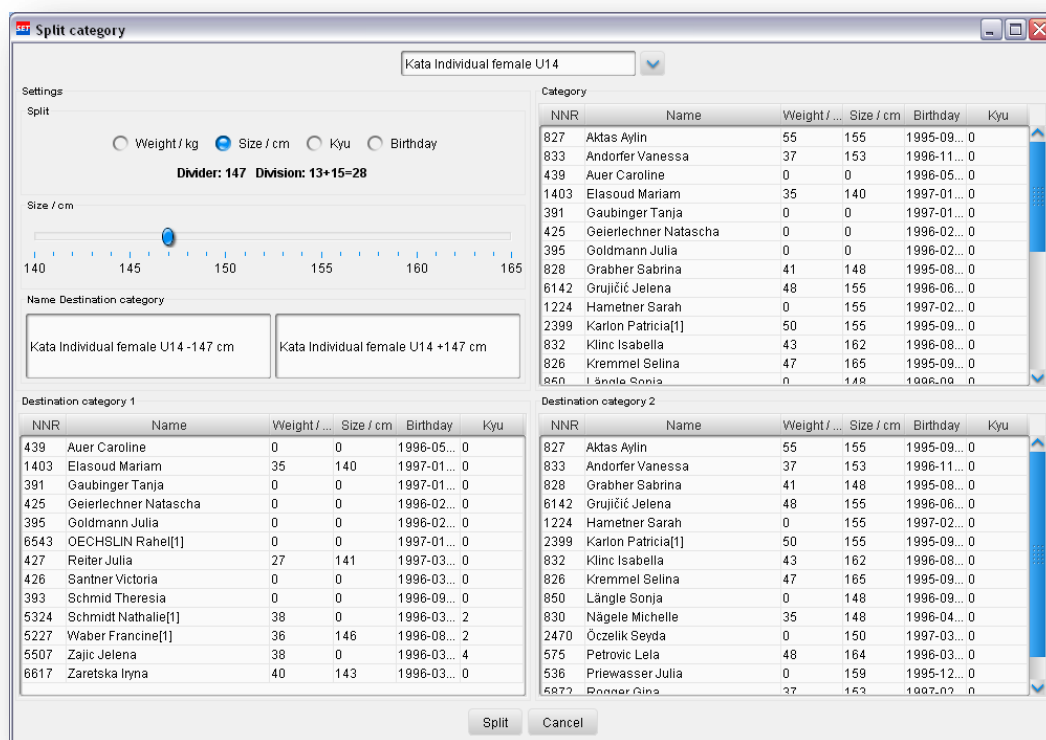 SET Split category
Kata Individual female U14
Settings
Split
Weight / kg Size / cm Kyu Birthday
Divider: 147 Division: 13+15=28
Size / cm
140 145 150 155 160 165
Name Destination category
Kata Individual female U14 -147 cm Kata Individual female U14 +147 cm
Category
NNR Name Weight / ... Size / cm Birthday Kyu
827 Aktas Aylin 55 155 1995-09... 0
833 Andorfer Vanessa 37 153 1996-11... 0
439 Auer Caroline 0 0 1996-05... 0
1403 Elasoud Mariam 35 140 1997-01... 0
391 Gaubinger Tanja 0 0 1997-01... 0
425 Geierlechner Natascha 0 0 1996-02... 0
395 Goldmann Julia 0 0 1996-02... 0
828 Grabher Sabrina 41 148 1995-08... 0
6142 Grujičić Jelena 48 155 1996-06... 0
1224 Hametner Sarah 0 155 1997-02... 0
2399 Karlon Patricia[1] 50 155 1995-09... 0
832 Klinc Isabella 43 162 1996-08... 0
826 Kremmel Selina 47 165 1995-09... 0
850 Längle Sonja 0 148 1996-09... 0
Destination category 1
NNR Name Weight / ... Size / cm Birthday Kyu
439 Auer Caroline 0 0 1996-05... 0
1403 Elasoud Mariam 35 140 1997-01... 0
391 Gaubinger Tanja 0 0 1997-01... 0
425 Geierlechner Natascha 0 0 1996-02... 0
395 Goldmann Julia 0 0 1996-02... 0
6543 OECHSLIN Rahel[1] 0 0 1997-01... 0
427 Reiter Julia 27 141 1997-03... 0
426 Santner Victoria 0 0 1996-03... 0
393 Schmid Theresia 0 0 1996-09... 0
5324 Schmidt Nathalie[1] 38 0 1996-03... 2
5227 Waber Francine[1] 36 146 1996-08... 2
5507 Zajic Jelena 38 0 1996-03... 4
6617 Zaretska Iryna 40 143 1996-03... 0
Destination category 2
NNR Name Weight / ... Size / cm Birthday Kyu
827 Aktas Aylin 55 155 1995-09... 0
833 Andorfer Vanessa 37 153 1996-11... 0
828 Grabher Sabrina 41 148 1995-08... 0
6142 Grujičić Jelena 48 155 1996-06... 0
1224 Hametner Sarah 0 155 1997-02... 0
2399 Karlon Patricia[1] 50 155 1995-09... 0
832 Klinc Isabella 43 162 1996-08... 0
826 Kremmel Selina 47 165 1995-09... 0
850 Längle Sonja 0 148 1996-09... 0
830 Nägele Michelle 35 148 1996-04... 0
2470 Öczelik Seyda 0 150 1997-03... 0
575 Petrovic Lela 48 164 1996-03... 0
536 Priewasser Julia 0 159 1995-12... 0
5872 Rogger Gina 37 153 1997-02... 0
Split Cancel